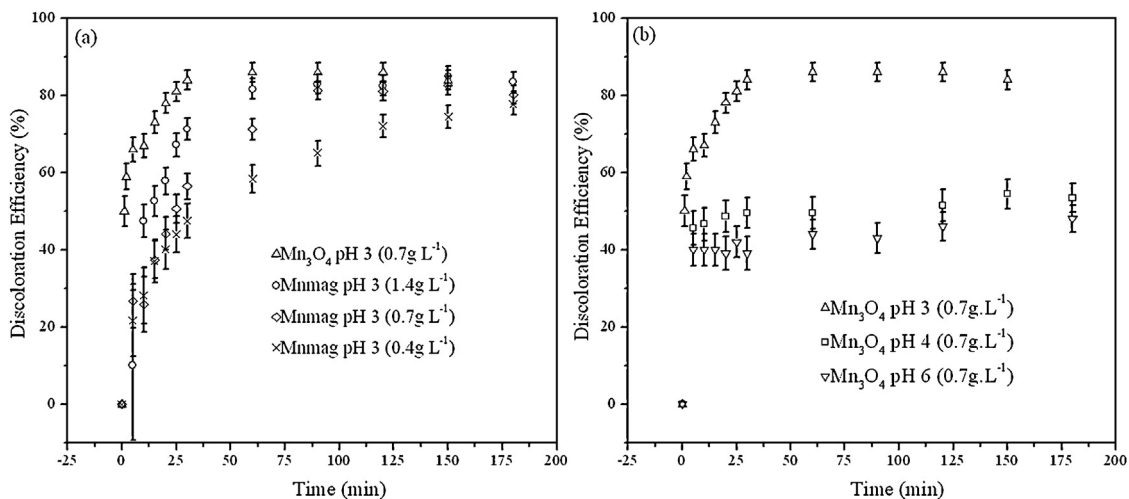 (a)
100
80
60
40
20
0
Discoloration Efficiency (%)
Mn₃O₄ pH 3 (0.7g L⁻¹)
Mnmag pH 3 (1.4g L⁻¹)
Mnmag pH 3 (0.7g L⁻¹)
Mnmag pH 3 (0.4g L⁻¹)
-25 0 25 50 75 100 125 150 175 200
Time (min)
(b)
100
80
60
40
20
0
Discoloration Efficiency (%)
Mn₃O₄ pH 3 (0.7g.L⁻¹)
Mn₃O₄ pH 4 (0.7g.L⁻¹)
Mn₃O₄ pH 6 (0.7g.L⁻¹)
-25 0 25 50 75 100 125 150 175 200
Time (min)